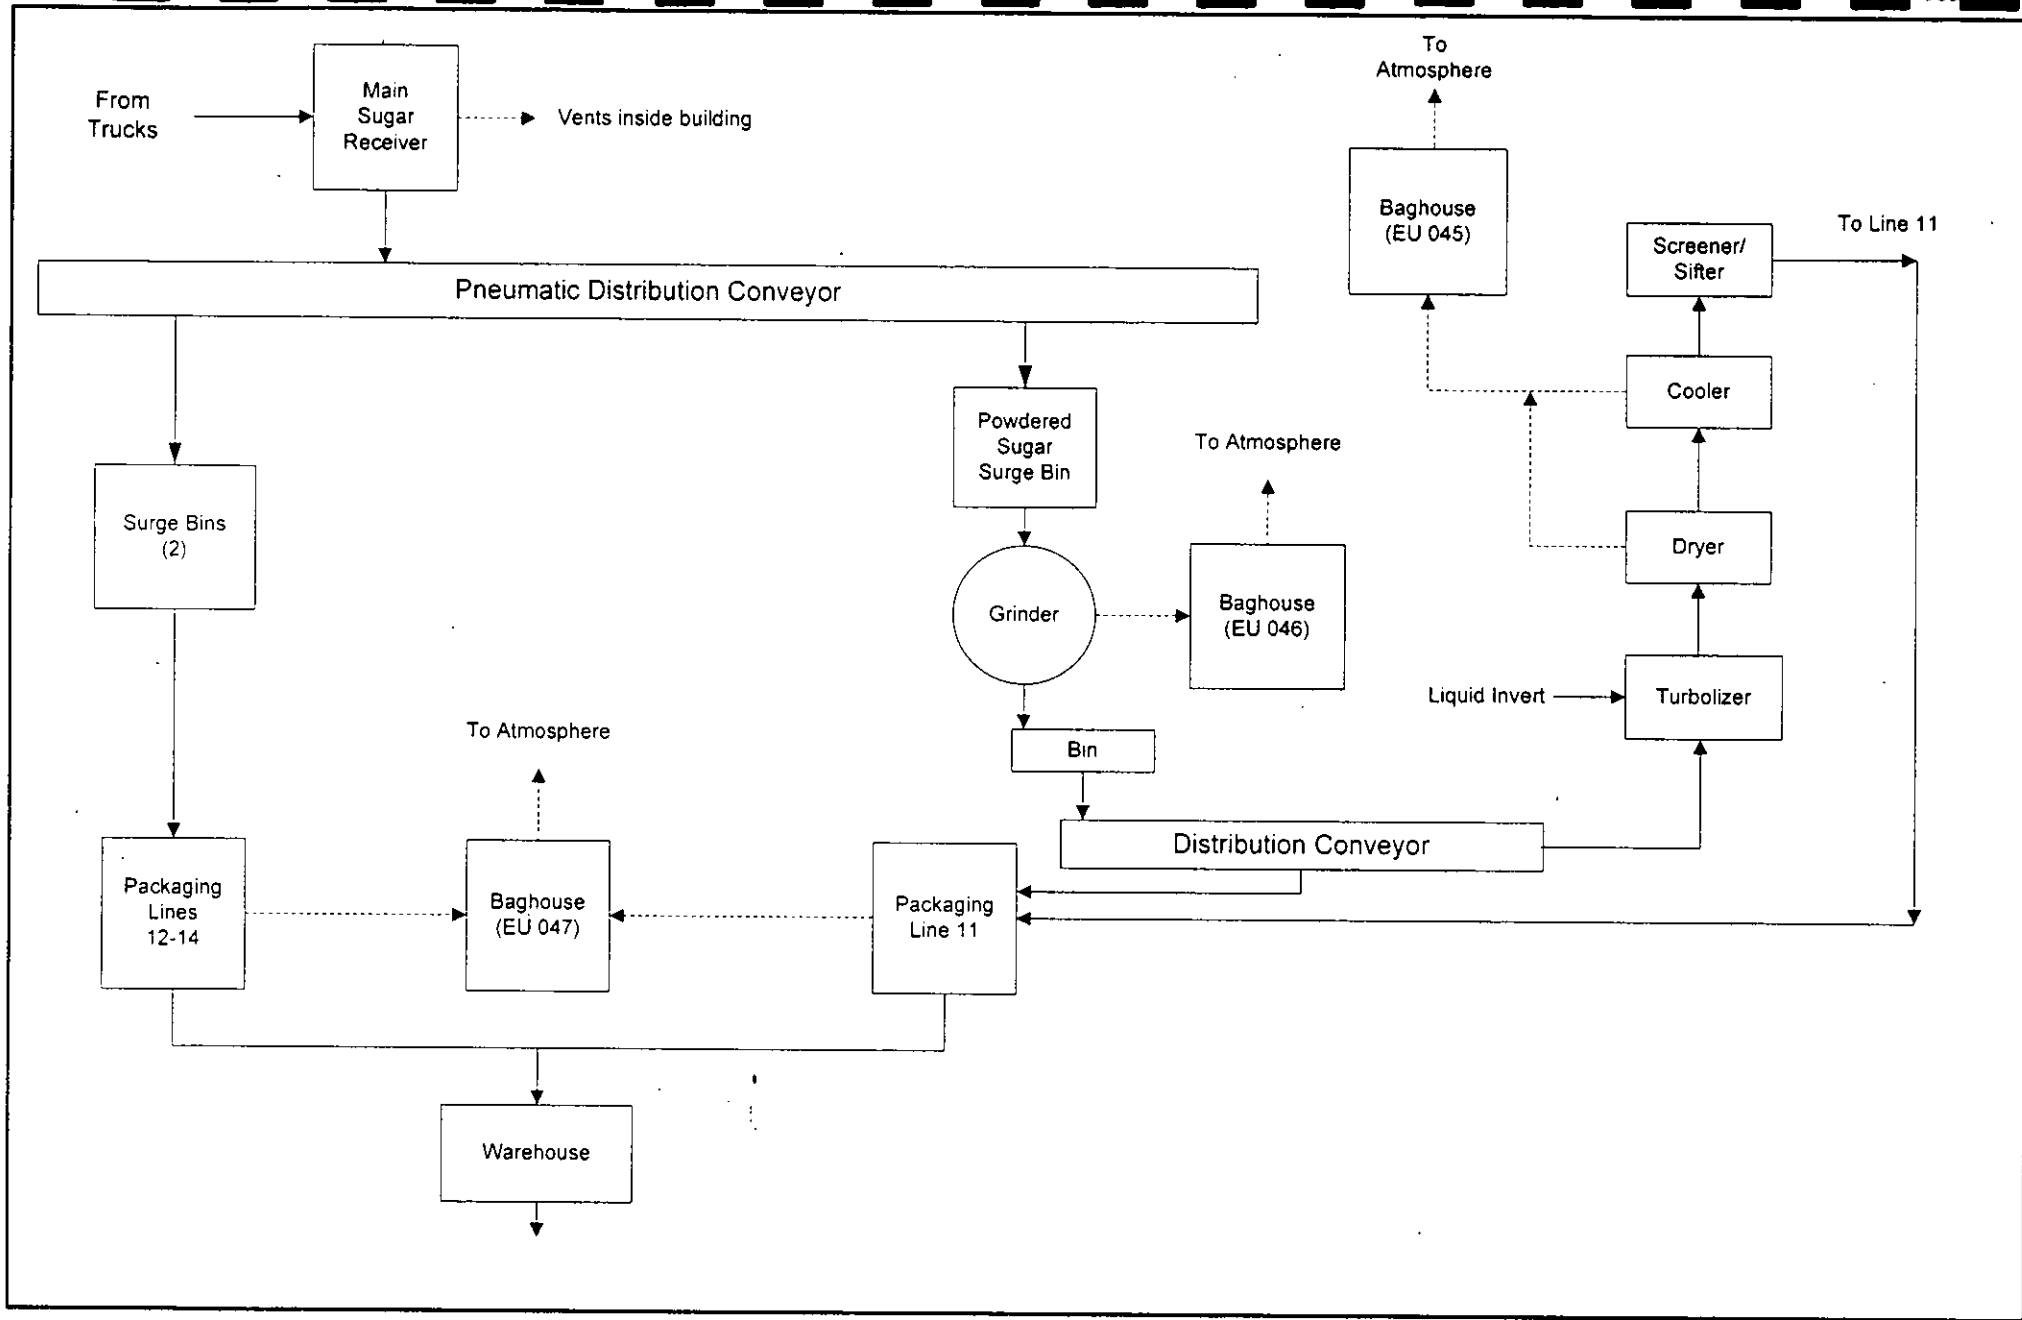 To
Atmosphere
From
Trucks
Main
Sugar
Receiver
Vents inside building
Baghouse
(EU 045)
Screener/
Sifter
To Line 11
Pneumatic Distribution Conveyor
Cooler
Powdered
Sugar
Surge Bin
To Atmosphere
Surge Bins
(2)
Dryer
Grinder
Baghouse
(EU 046)
Liquid Invert
Turbolizer
To Atmosphere
Bin
Distribution Conveyor
Packaging
Lines
12-14
Baghouse
(EU 047)
Packaging
Line 11
Warehouse